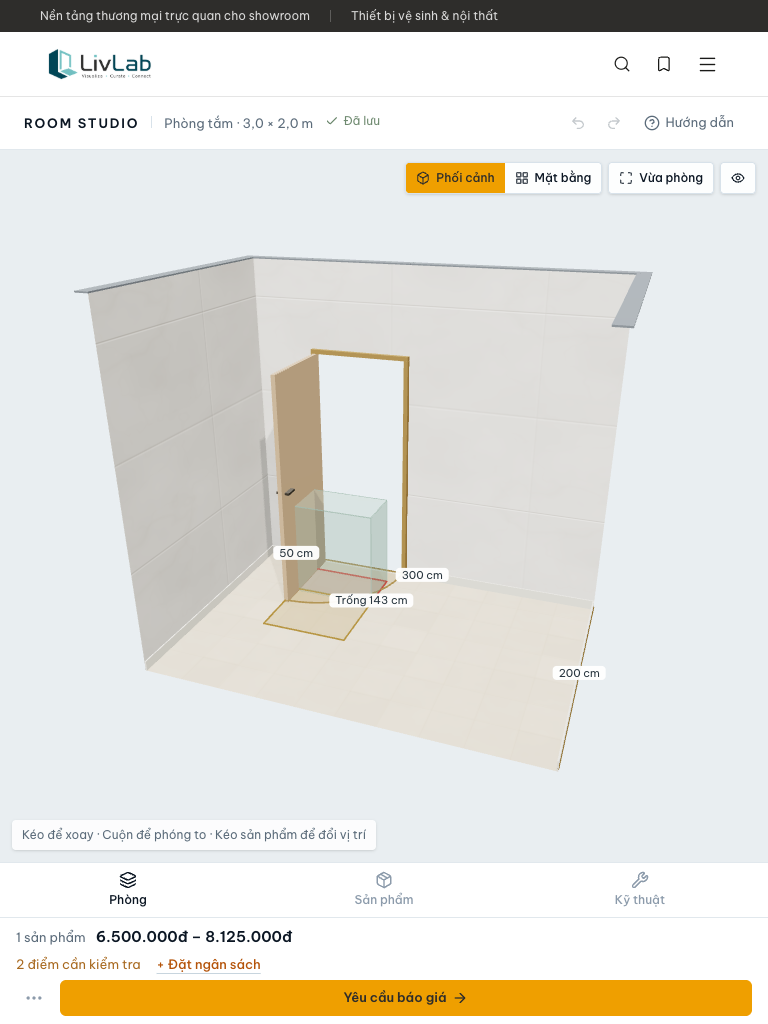 Nền tảng thương mại trực quan cho showroom
Thiết bị vệ sinh & nội thất
LivLab
Visualize · Curate · Connect
ROOM STUDIO
Phòng tắm · 3,0 × 2,0 m
Đã lưu
Hướng dẫn
Phối cảnh
Mặt bằng
Vừa phòng
50 cm
300 cm
Trống 143 cm
200 cm
Kéo để xoay · Cuộn để phóng to · Kéo sản phẩm để đổi vị trí
Phòng
Sản phẩm
Kỹ thuật
1 sản phẩm 6.500.000đ – 8.125.000đ
2 điểm cần kiểm tra + Đặt ngân sách
Yêu cầu báo giá →